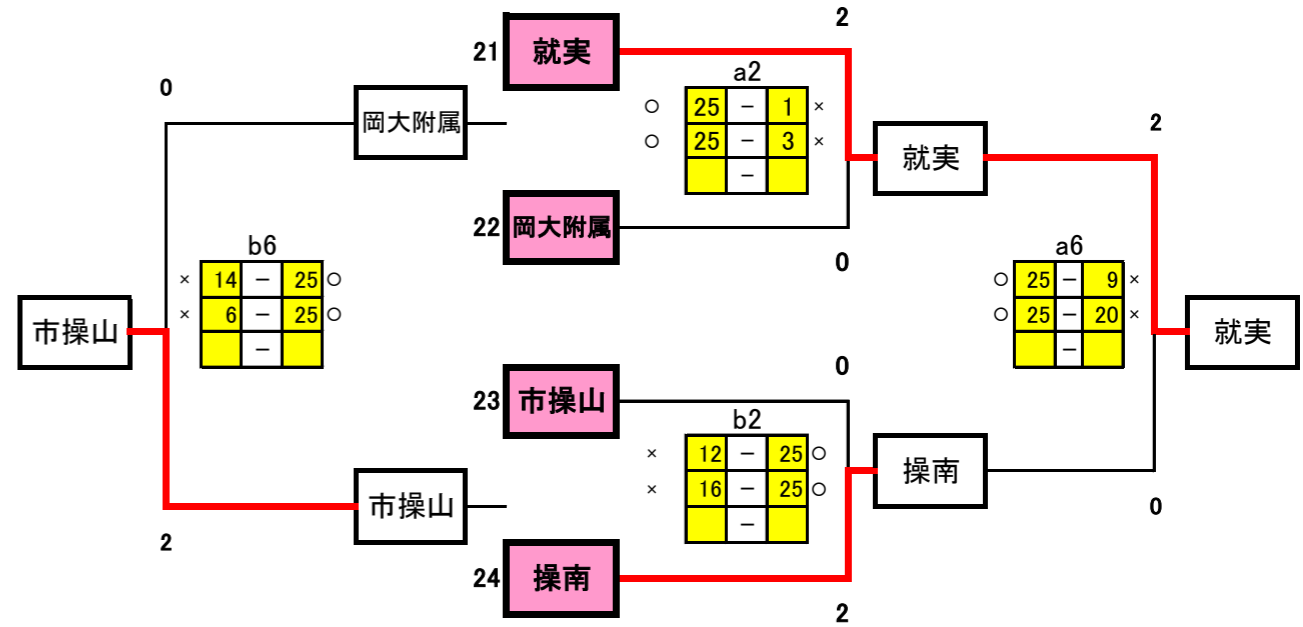 2
21 就実
a2
0
岡大附属
○ 25 － 1 ×
2
○ 25 － 3 ×
就実
－
22 岡大附属
b6
0
a6
× 14 － 25 ○
○ 25 － 9 ×
× 6 － 25 ○
○ 25 － 20 ×
市操山
就実
－
－
0
23 市操山
b2
× 12 － 25 ○
操南
× 16 － 25 ○
市操山
0
－
2
24 操南
2